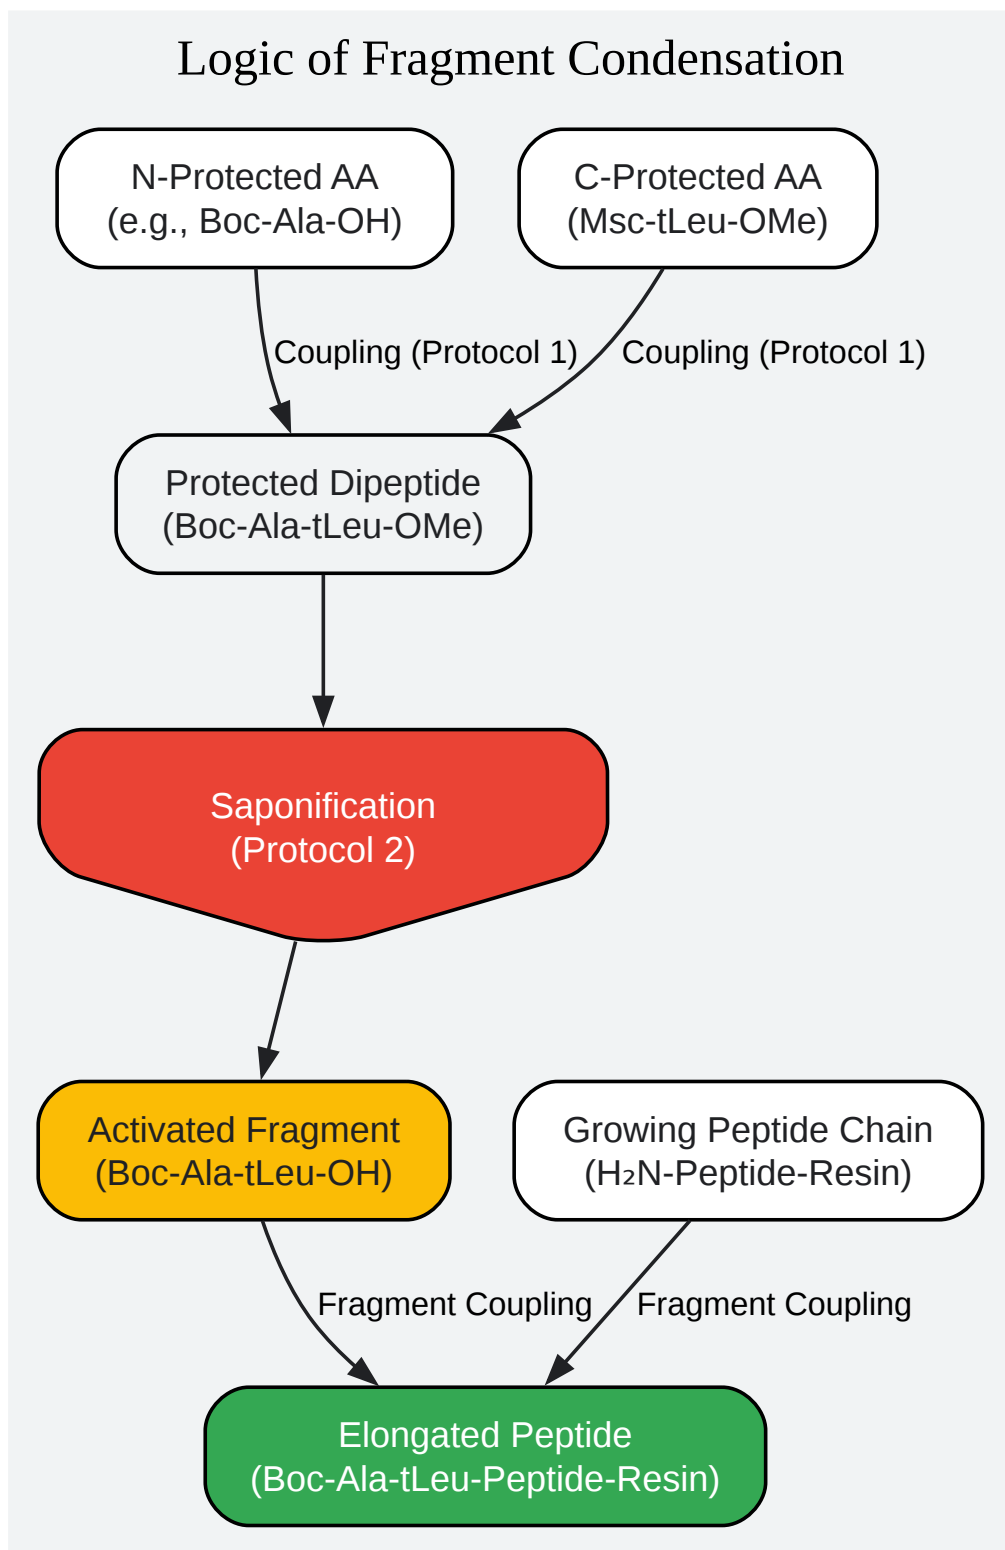 Logic of Fragment Condensation
N-Protected AA
(e.g., Boc-Ala-OH)
C-Protected AA
(Msc-tLeu-OMe)
Coupling (Protocol 1)
Coupling (Protocol 1)
Protected Dipeptide
(Boc-Ala-tLeu-OMe)
Saponification
(Protocol 2)
Activated Fragment
(Boc-Ala-tLeu-OH)
Growing Peptide Chain
(H₂N-Peptide-Resin)
Fragment Coupling
Fragment Coupling
Elongated Peptide
(Boc-Ala-tLeu-Peptide-Resin)